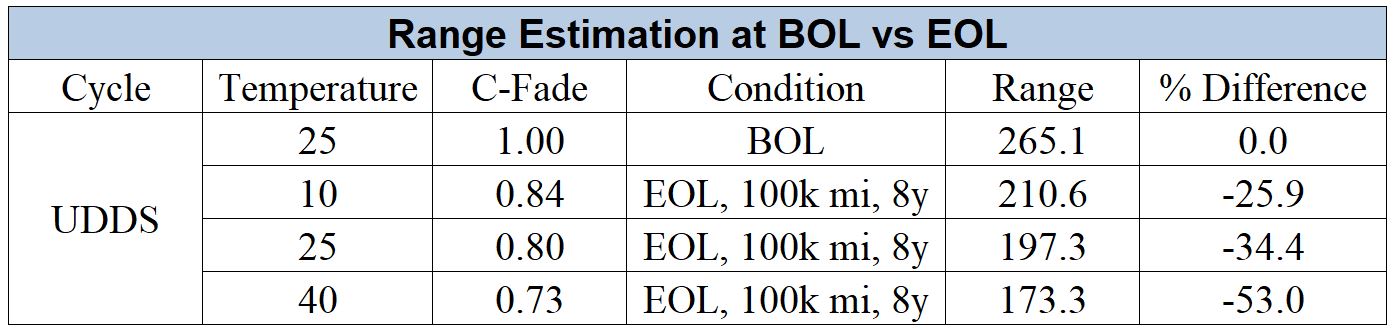 Range Estimation at BOL vs EOL
Cycle Temperature C-Fade Condition Range % Difference
UDDS
25 1.00 BOL 265.1 0.0
10 0.84 EOL, 100k mi, 8y 210.6 -25.9
25 0.80 EOL, 100k mi, 8y 197.3 -34.4
40 0.73 EOL, 100k mi, 8y 173.3 -53.0